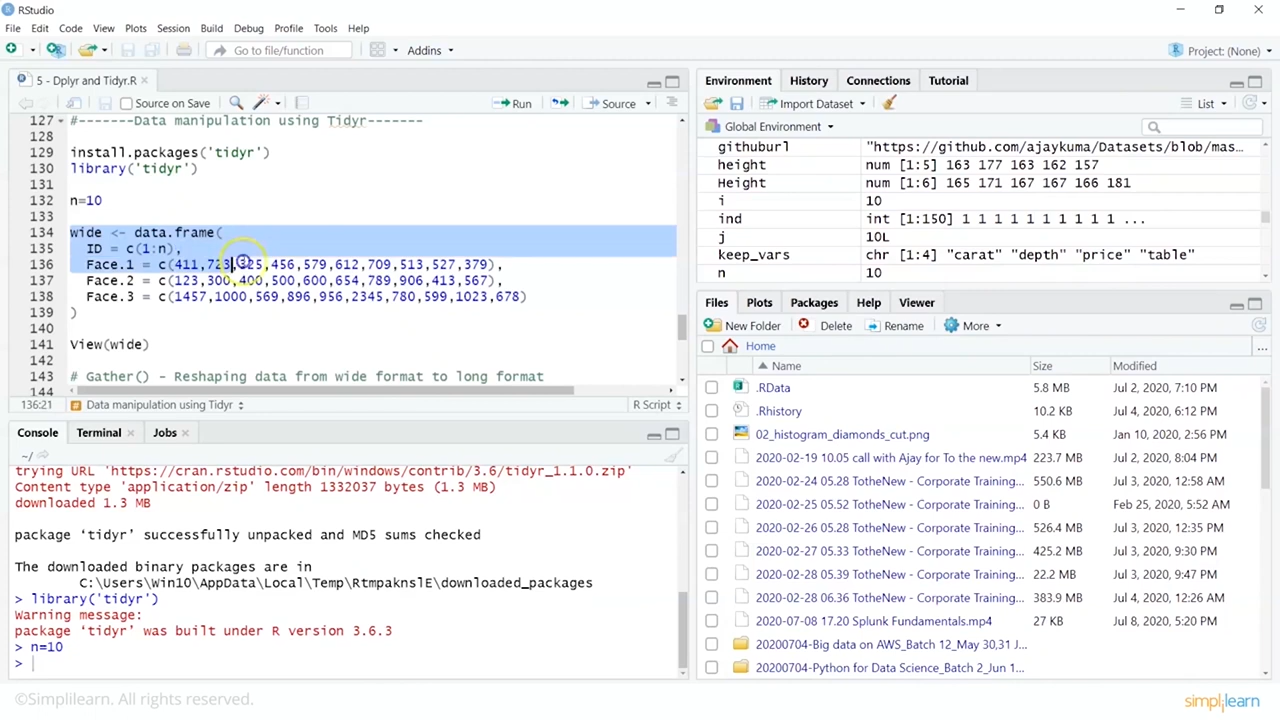 RStudio
File Edit Code View Plots Session Build Debug Profile Tools Help
Go to file/function Addins Project: (None)
5 - Dplyr and Tidyr.R
Source on Save Run Source
127 #-------Data manipulation using Tidyr-------
128
129 install.packages('tidyr')
130 library('tidyr')
131
132 n=10
133
134 wide <- data.frame(
135 ID = c(1:n),
136 Face.1 = c(411,723,325,456,579,612,709,513,527,379),
137 Face.2 = c(123,300,400,500,600,654,789,906,413,567),
138 Face.3 = c(1457,1000,569,896,956,2345,780,599,1023,678)
139 )
140
141 View(wide)
142
143 # Gather() - Reshaping data from wide format to long format
144
136:21 Data manipulation using Tidyr R Script
Console Terminal Jobs
~/
trying URL 'https://cran.rstudio.com/bin/windows/contrib/3.6/tidyr_1.1.0.zip'
Content type 'application/zip' length 1332037 bytes (1.3 MB)
downloaded 1.3 MB
package ‘tidyr’ successfully unpacked and MD5 sums checked
The downloaded binary packages are in
C:\Users\Win10\AppData\Local\Temp\RtmpaknslE\downloaded_packages
> library('tidyr')
Warning message:
package ‘tidyr’ was built under R version 3.6.3
> n=10
>
Environment History Connections Tutorial
Import Dataset List
Global Environment
githuburl "https://github.com/ajaykuma/Datasets/blob/mas…
height num [1:5] 163 177 163 162 157
Height num [1:6] 165 171 167 167 166 181
i 10
ind int [1:150] 1 1 1 1 1 1 1 1 1 1 ...
j 10L
keep_vars chr [1:4] "carat" "depth" "price" "table"
n 10
Files Plots Packages Help Viewer
New Folder Delete Rename More
Home ...
Name Size Modified
.RData 5.8 MB Jul 2, 2020, 7:10 PM
.Rhistory 10.2 KB Jul 4, 2020, 6:12 PM
02_histogram_diamonds_cut.png 5.4 KB Jan 10, 2020, 2:56 PM
2020-02-19 10.05 call with Ajay for To the new.mp4 223.7 MB Jul 2, 2020, 8:04 PM
2020-02-24 05.28 TotheNew - Corporate Training... 550.6 MB Jul 3, 2020, 12:58 AM
2020-02-25 05.52 TotheNew - Corporate Training... 0 B Feb 25, 2020, 5:52 AM
2020-02-26 05.28 TotheNew - Corporate Training... 526.4 MB Jul 3, 2020, 12:35 PM
2020-02-27 05.33 TotheNew - Corporate Training... 425.2 MB Jul 3, 2020, 9:30 PM
2020-02-28 05.39 TotheNew - Corporate Training... 22.2 MB Jul 3, 2020, 9:47 PM
2020-02-28 06.36 TotheNew - Corporate Training... 383.9 MB Jul 4, 2020, 12:26 AM
2020-07-08 17.20 Splunk Fundamentals.mp4 27 KB Jul 8, 2020, 5:20 PM
20200704-Big data on AWS_Batch 12_May 30,31 J...
20200704-Python for Data Science_Batch 2_Jun 1...
©Simplilearn. All rights reserved.
simplilearn